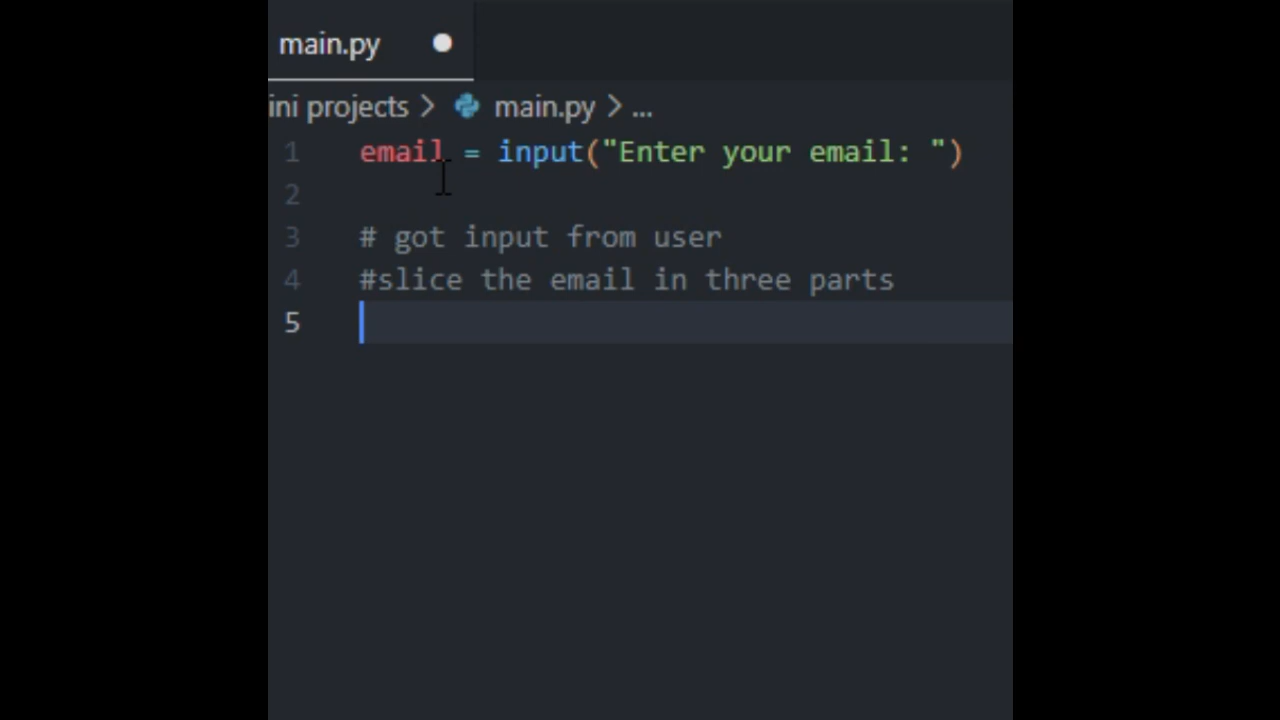 main.py
ini projects > main.py > ...
1 email = input("Enter your email: ")
2
3 # got input from user
4 #slice the email in three parts
5